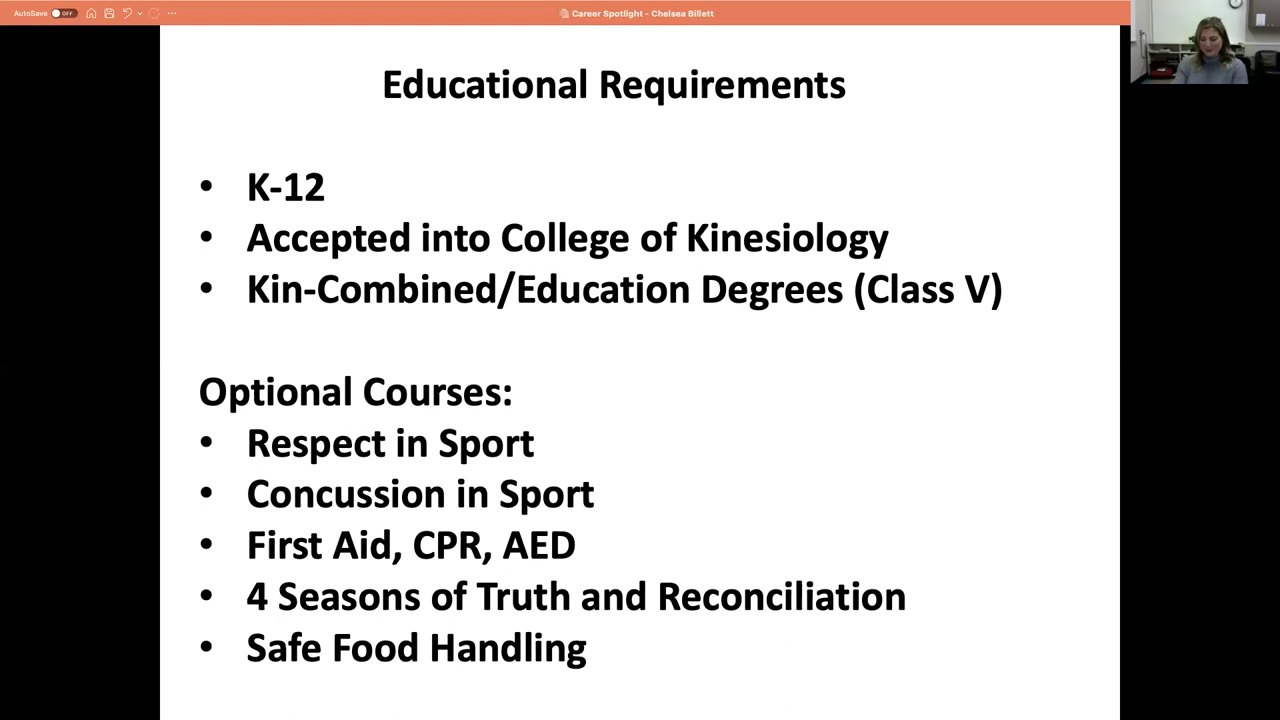 AutoSave OFF
Career Spotlight - Chelsea Billett
Educational Requirements
• K-12
• Accepted into College of Kinesiology
• Kin-Combined/Education Degrees (Class V)
Optional Courses:
• Respect in Sport
• Concussion in Sport
• First Aid, CPR, AED
• 4 Seasons of Truth and Reconciliation
• Safe Food Handling